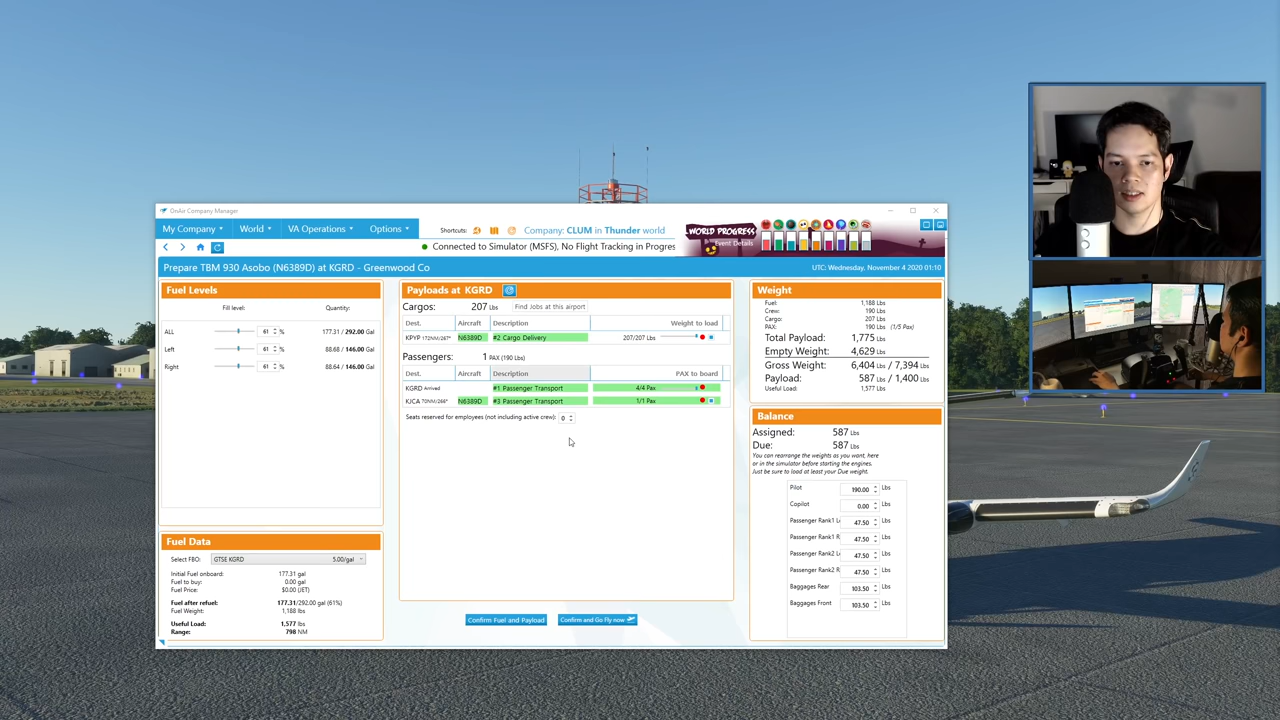 OnAir Company Manager
My Company World VA Operations Options
Shortcuts: Company: CLUM in Thunder world
Connected to Simulator (MSFS), No Flight Tracking in Progres
WORLD PROGRESS
Event Details
Prepare TBM 930 Asobo (N6389D) at KGRD - Greenwood Co UTC: Wednesday, November 4 2020 01:10
Fuel Levels
Fill level: Quantity:
ALL 61 % 177.31 / 292.00 Gal
Left 61 % 88.68 / 146.00 Gal
Right 61 % 88.64 / 146.00 Gal
Fuel Data
Select FBO: GTSE KGRD 5.00/gal
Initial Fuel onboard: 177.31 gal
Fuel to buy: 0.00 gal
Fuel Price: $0.00 (JET)
Fuel after refuel: 177.31/292.00 gal (61%)
Fuel Weight: 1,188 lbs
Useful Load: 1,577 lbs
Range: 798 NM
Payloads at KGRD
Cargos: 207 Lbs Find Jobs at this airport
Dest. Aircraft Description Weight to load
KPYP 172NM/267° N6389D #2 Cargo Delivery 207/207 Lbs
Passengers: 1 PAX (190 Lbs)
Dest. Aircraft Description PAX to board
KGRD Arrived #1 Passenger Transport 4/4 Pax
KJCA 70NM/266° N6389D #3 Passenger Transport 1/1 Pax
Seats reserved for employees (not including active crew): 0
Confirm Fuel and Payload Confirm and Go Fly now
Weight
Fuel: 1,188 Lbs
Crew: 190 Lbs
Cargo: 207 Lbs
PAX: 190 Lbs (1/5 Pax)
Total Payload: 1,775 Lbs
Empty Weight: 4,629 Lbs
Gross Weight: 6,404 / 7,394 Lbs
Payload: 587 / 1,400 Lbs
Useful Load: 1,577 Lbs
Balance
Assigned: 587 Lbs
Due: 587 Lbs
You can rearrange the weights as you want, here
or in the simulator before starting the engines.
Just be sure to load at least your Due weight.
Pilot 190.00 Lbs
Copilot 0.00 Lbs
Passenger Rank1 L 47.50 Lbs
Passenger Rank1 R 47.50 Lbs
Passenger Rank2 L 47.50 Lbs
Passenger Rank2 R 47.50 Lbs
Baggages Rear 103.50 Lbs
Baggages Front 103.50 Lbs